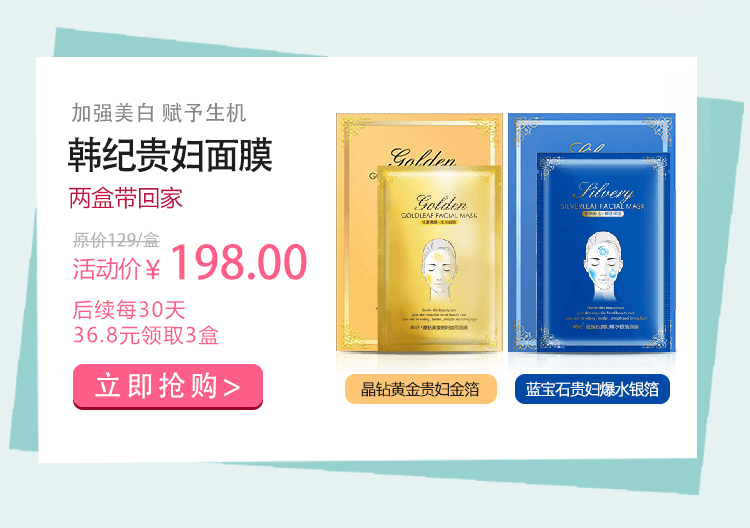 加强美白 赋予生机
韩纪贵妇面膜
两盒带回家
原价129/盒
活动价¥ 198.00
后续每30天
36.8元领取3盒
立即抢购>
Golden
Golden
GOLDLEAF FACIAL MASK
晶钻黄金贵妇金箔
Silvery
Silvery
SILVERLEAF FACIAL MASK
蓝宝石贵妇爆水银箔